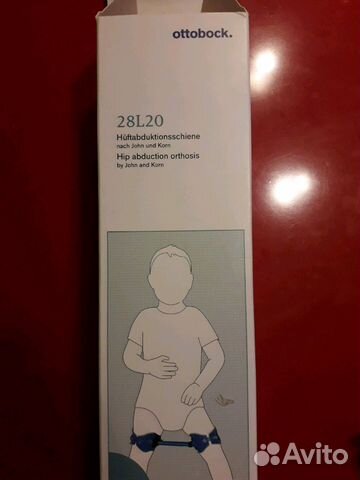 ottobock.
28L20
Hüftabduktionsschiene
nach John und Korn
Hip abduction orthosis
by John and Korn
Avito